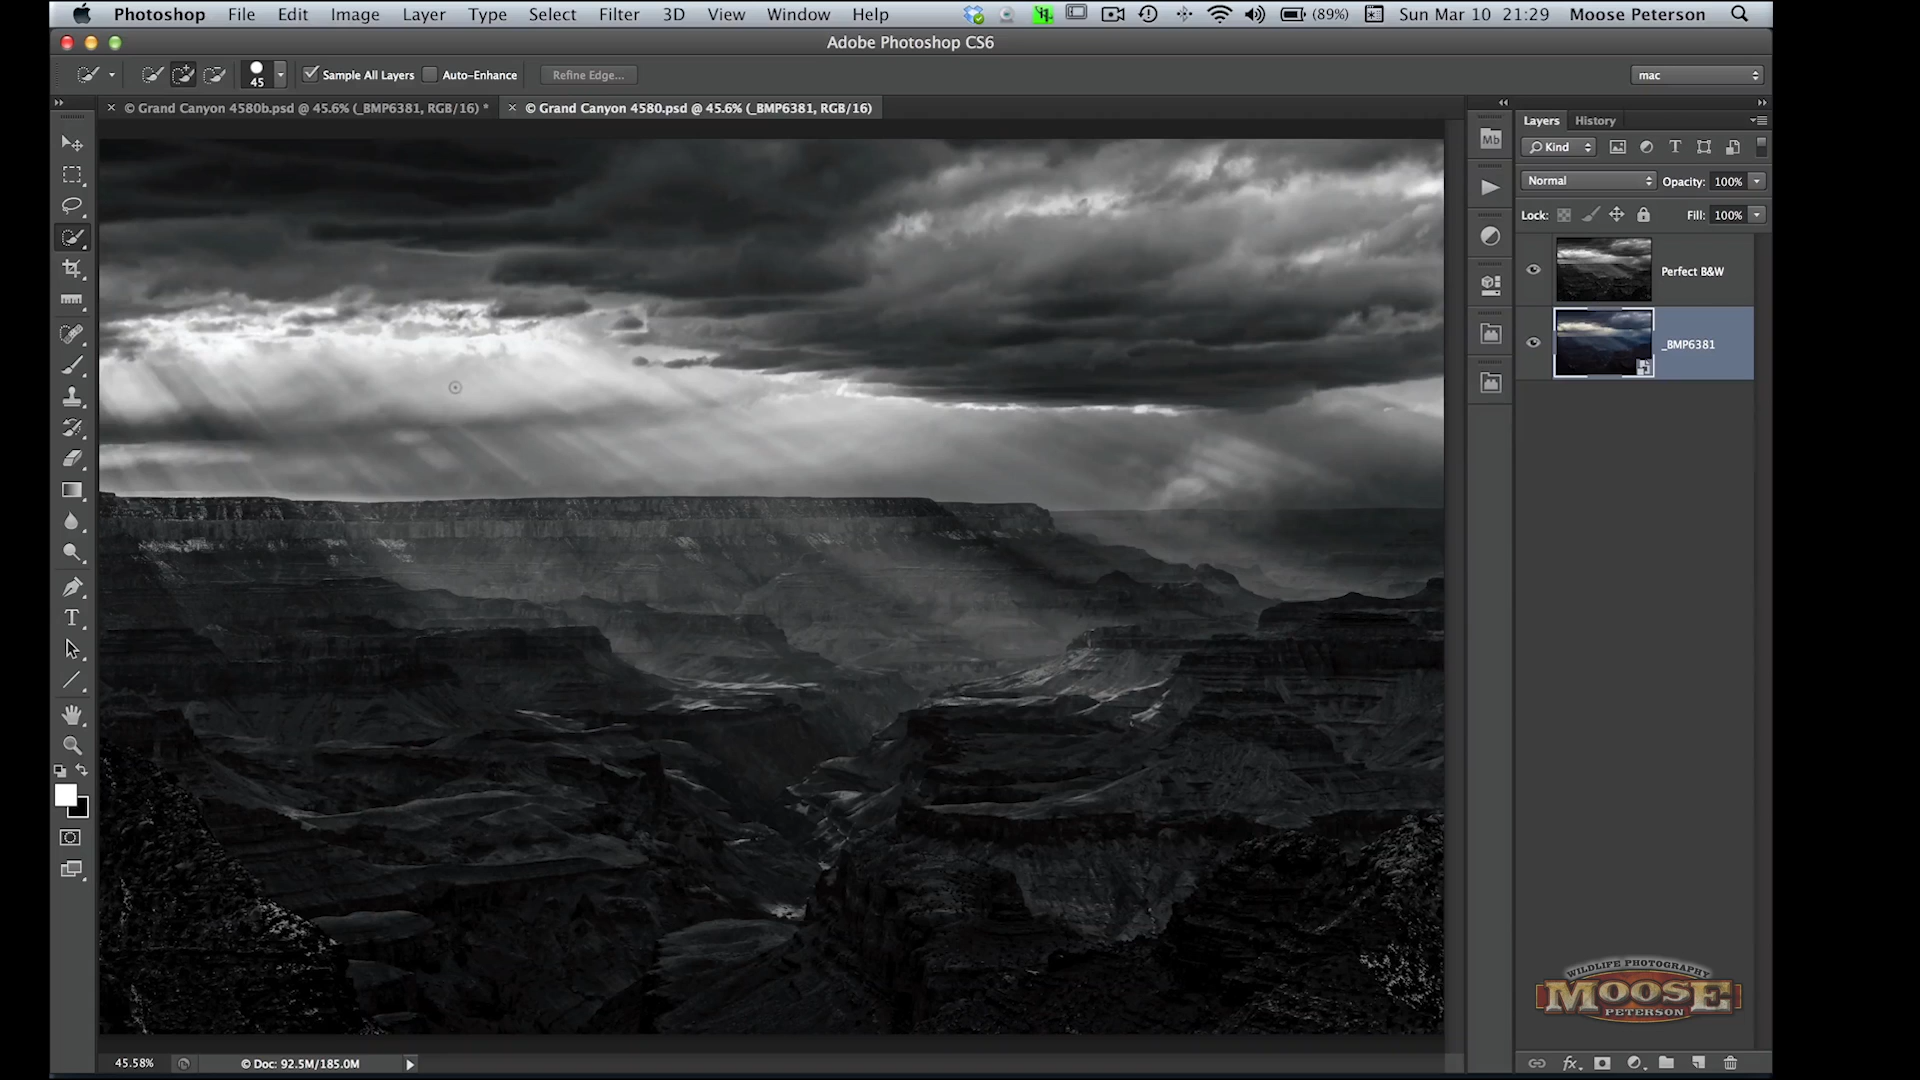 Photoshop File Edit Image Layer Type Select Filter 3D View Window Help (89%) Sun Mar 10 21:29 Moose Peterson
Adobe Photoshop CS6
45 Sample All Layers Auto-Enhance Refine Edge... mac
× © Grand Canyon 4580b.psd @ 45.6% (_BMP6381, RGB/16) * × © Grand Canyon 4580.psd @ 45.6% (_BMP6381, RGB/16)
Layers History
Mb
Kind
Normal Opacity: 100%
Lock: Fill: 100%
Perfect B&W
_BMP6381
WILDLIFE PHOTOGRAPHY
MOOSE
PETERSON
45.58% © Doc: 92.5M/185.0M